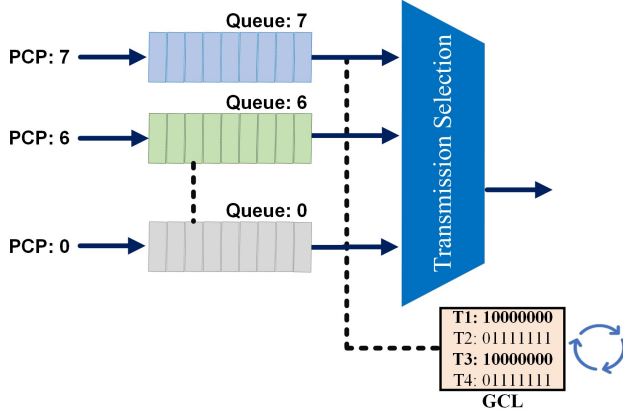 Queue: 7
PCP: 7
Queue: 6
PCP: 6
Queue: 0
PCP: 0
Transmission Selection
T1: 10000000
T2: 01111111
T3: 10000000
T4: 01111111
GCL